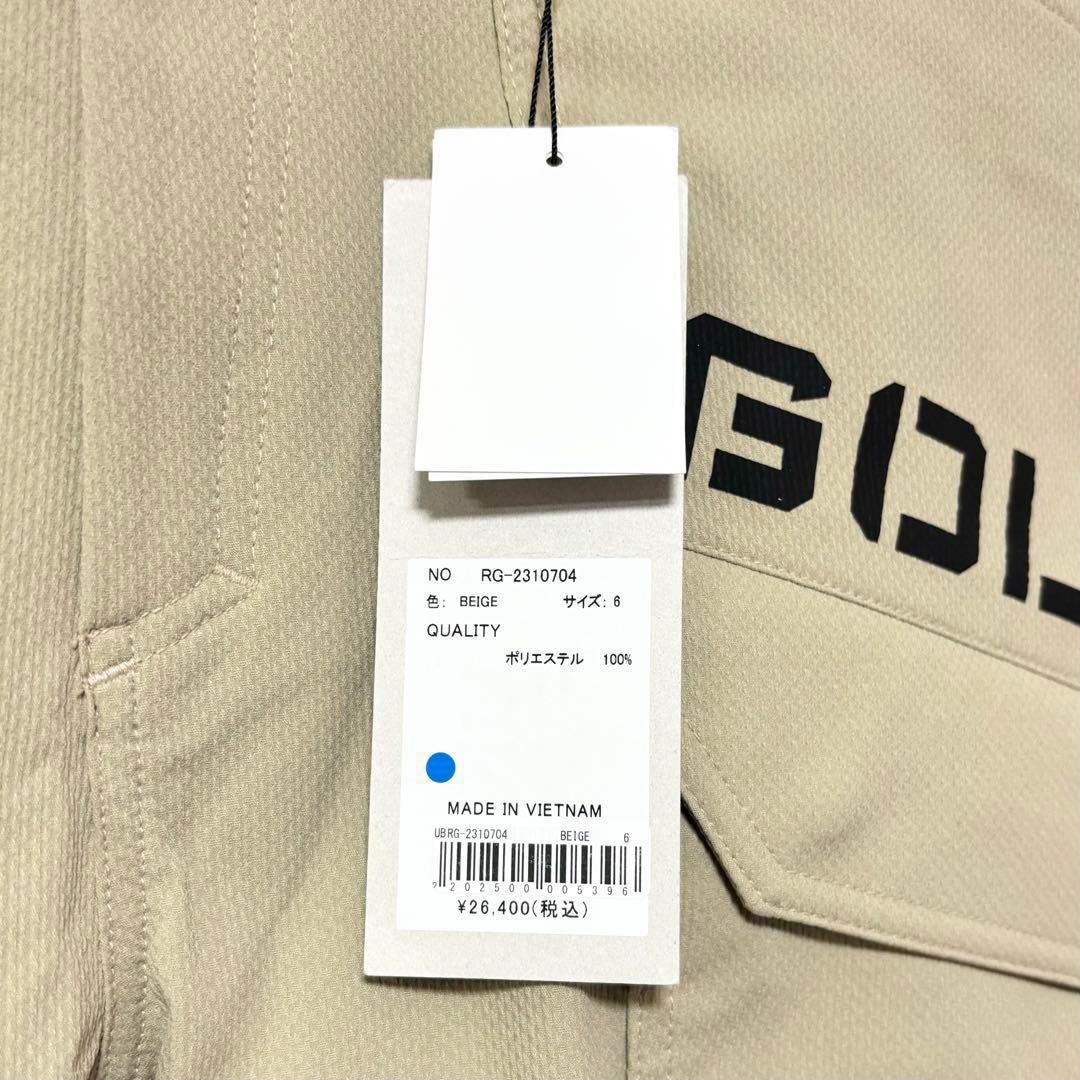 GOL
NO RG-2310704
色: BEIGE サイズ: 6
QUALITY
ポリエステル 100%
MADE IN VIETNAM
UBRG-2310704 BEIGE 6
2202500005396
¥26,400(税込)